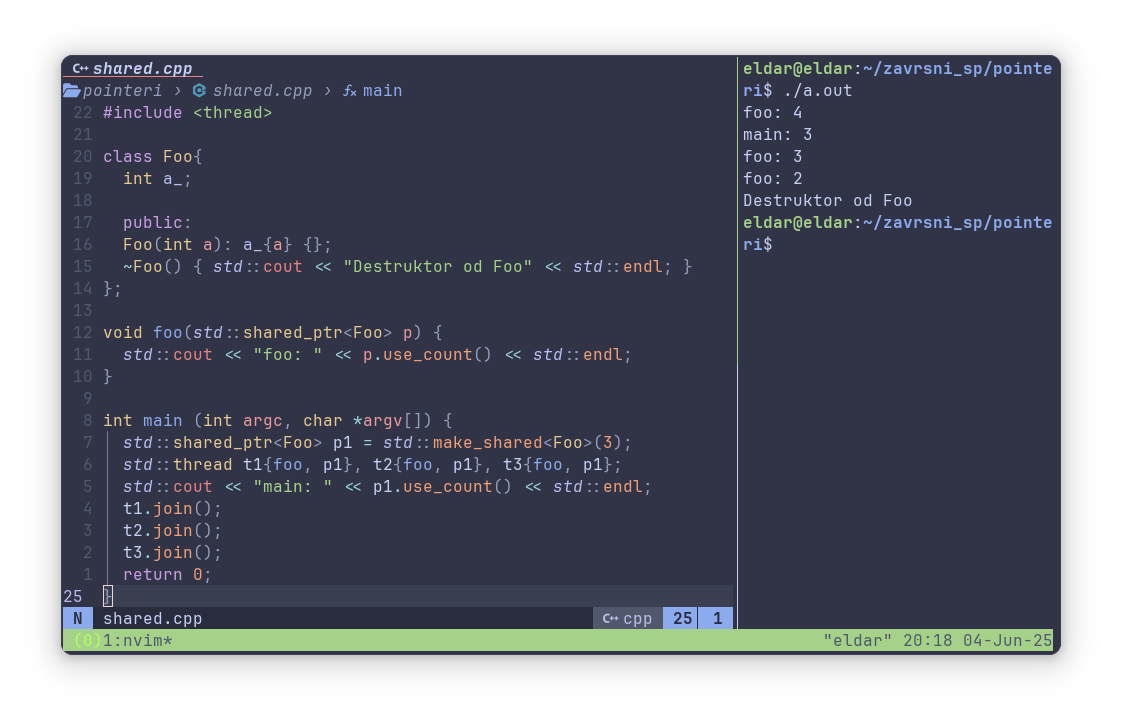 C++ shared.cpp
pointeri › shared.cpp › fx main
22 #include <thread>
21
20 class Foo{
19   int a_;
18
17   public:
16   Foo(int a): a_{a} {};
15   ~Foo() { std::cout << "Destruktor od Foo" << std::endl; }
14 };
13
12 void foo(std::shared_ptr<Foo> p) {
11   std::cout << "foo: " << p.use_count() << std::endl;
10 }
9
8 int main (int argc, char *argv[]) {
7   std::shared_ptr<Foo> p1 = std::make_shared<Foo>(3);
6   std::thread t1{foo, p1}, t2{foo, p1}, t3{foo, p1};
5   std::cout << "main: " << p1.use_count() << std::endl;
4   t1.join();
3   t2.join();
2   t3.join();
1   return 0;
25 }
N shared.cpp C++ cpp 25 1
eldar@eldar:~/zavrsni_sp/pointe
ri$ ./a.out
foo: 4
main: 3
foo: 3
foo: 2
Destruktor od Foo
eldar@eldar:~/zavrsni_sp/pointe
ri$
(0)1:nvim* "eldar" 20:18 04-Jun-25